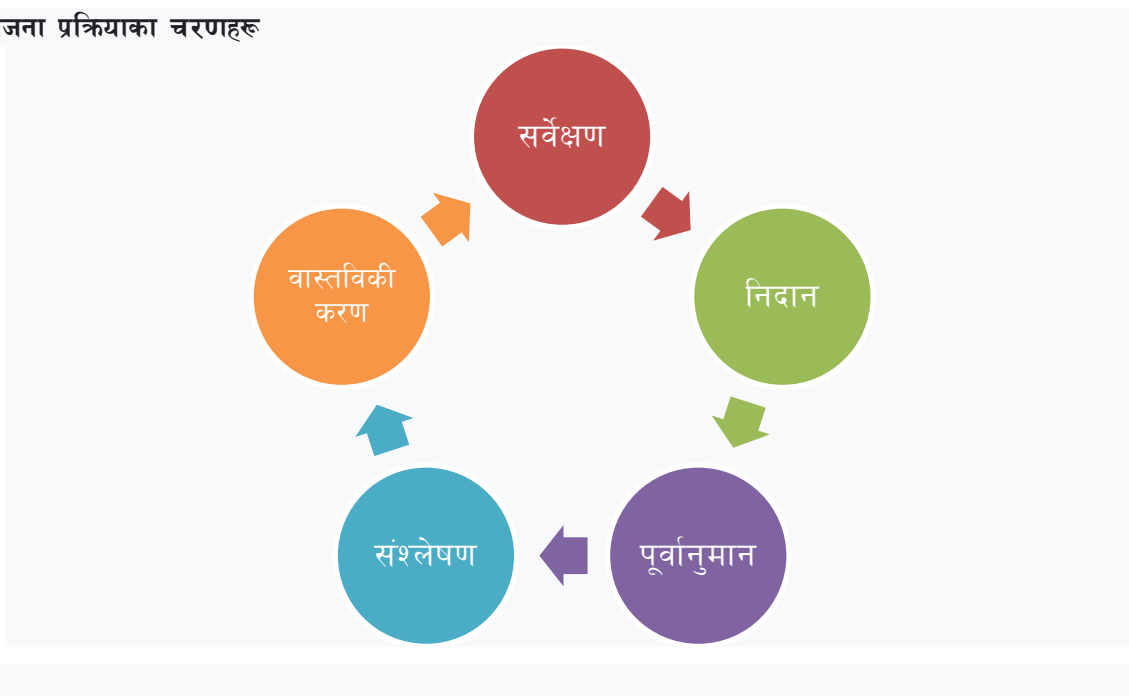 जना प्रक्रियाका चरणहरू
सर्वेक्षण
निदान
पूर्वानुमान
संश्लेषण
वास्तविकी
करण